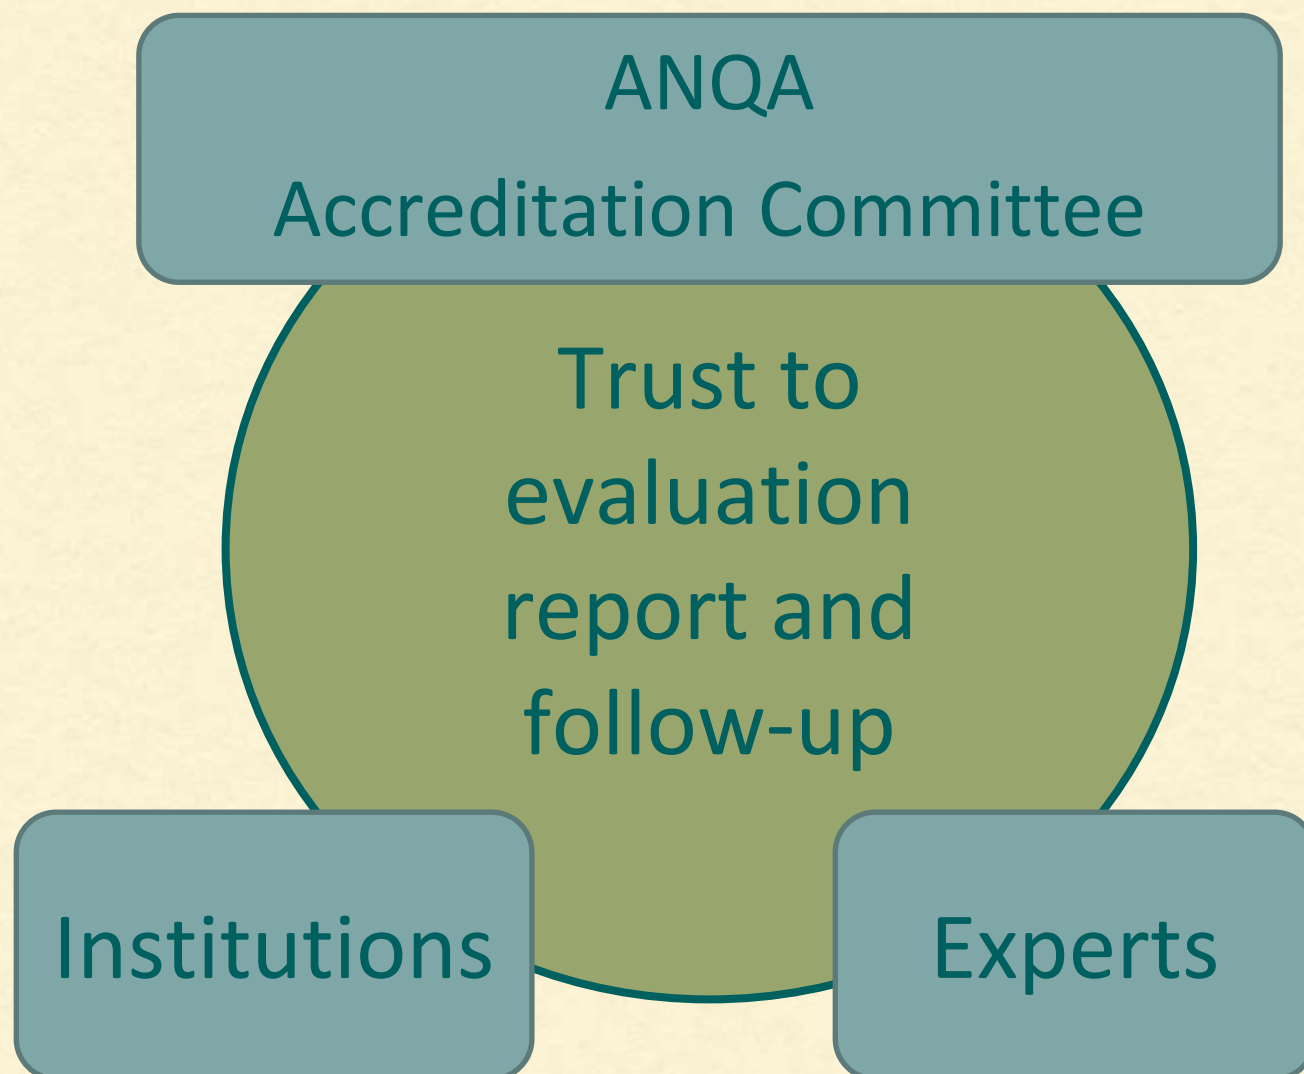 ANQA
Accreditation Committee
Trust to
evaluation
report and
follow-up
Institutions
Experts